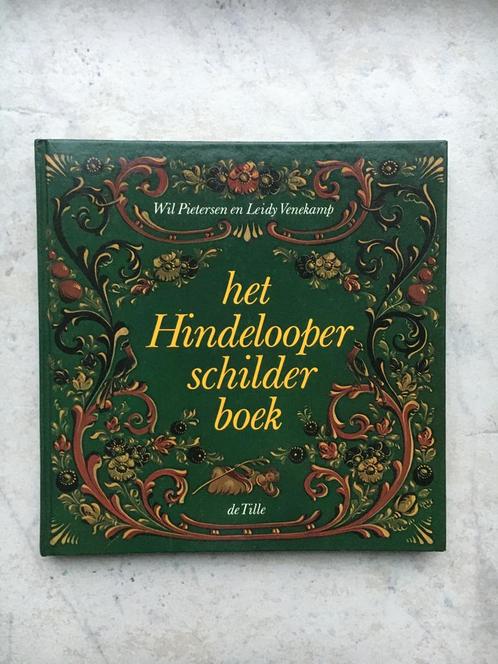 Wil Pietersen en Leidy Venekamp
het
Hindelooper
schilder
boek
de Tille